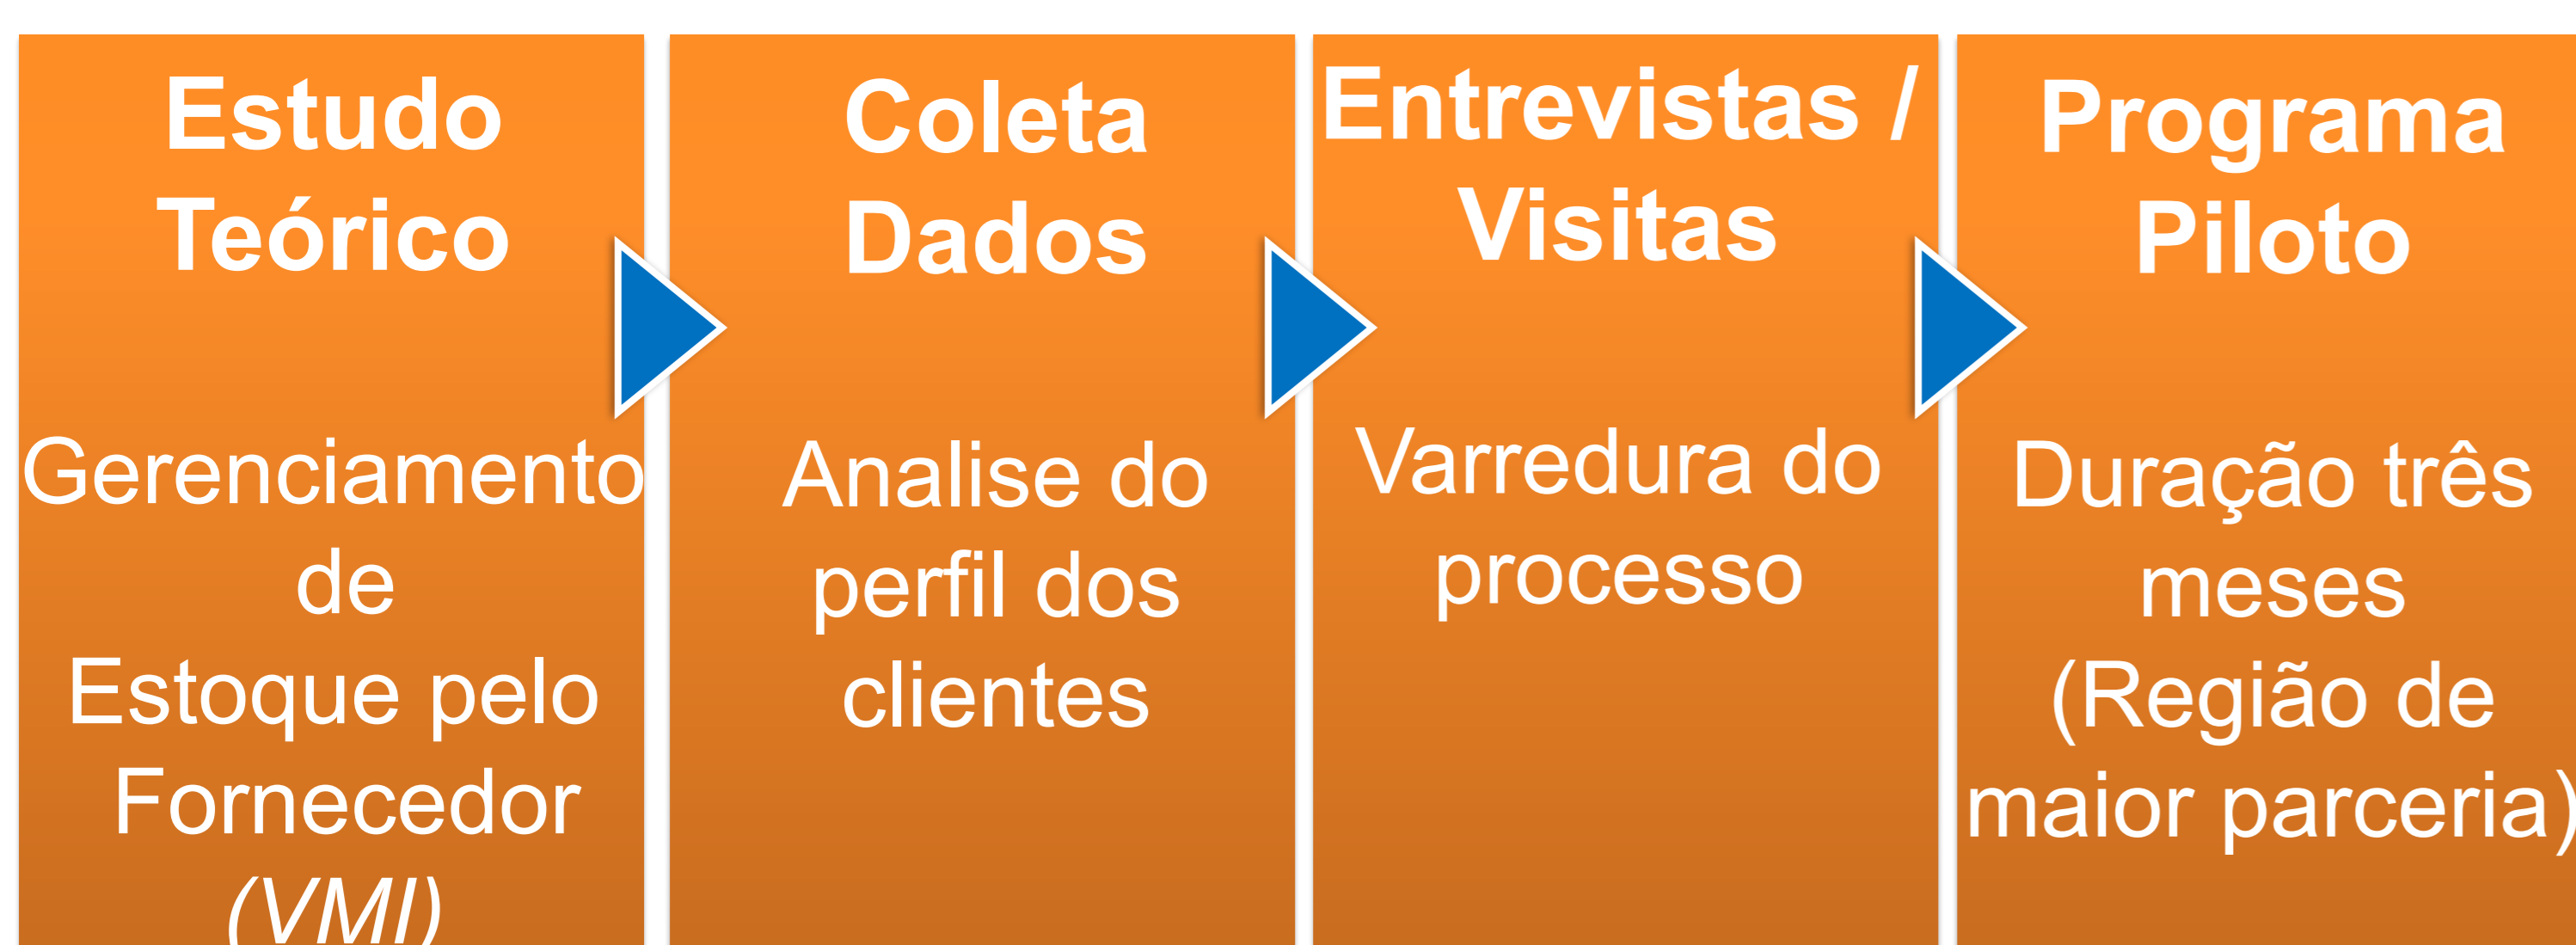 Estudo
Teórico
Gerenciamento
de
Estoque pelo
Fornecedor
(VMI)
Coleta
Dados
Analise do
perfil dos
clientes
Entrevistas /
Visitas
Varredura do
processo
Programa
Piloto
Duração três
meses
(Região de
maior parceria)